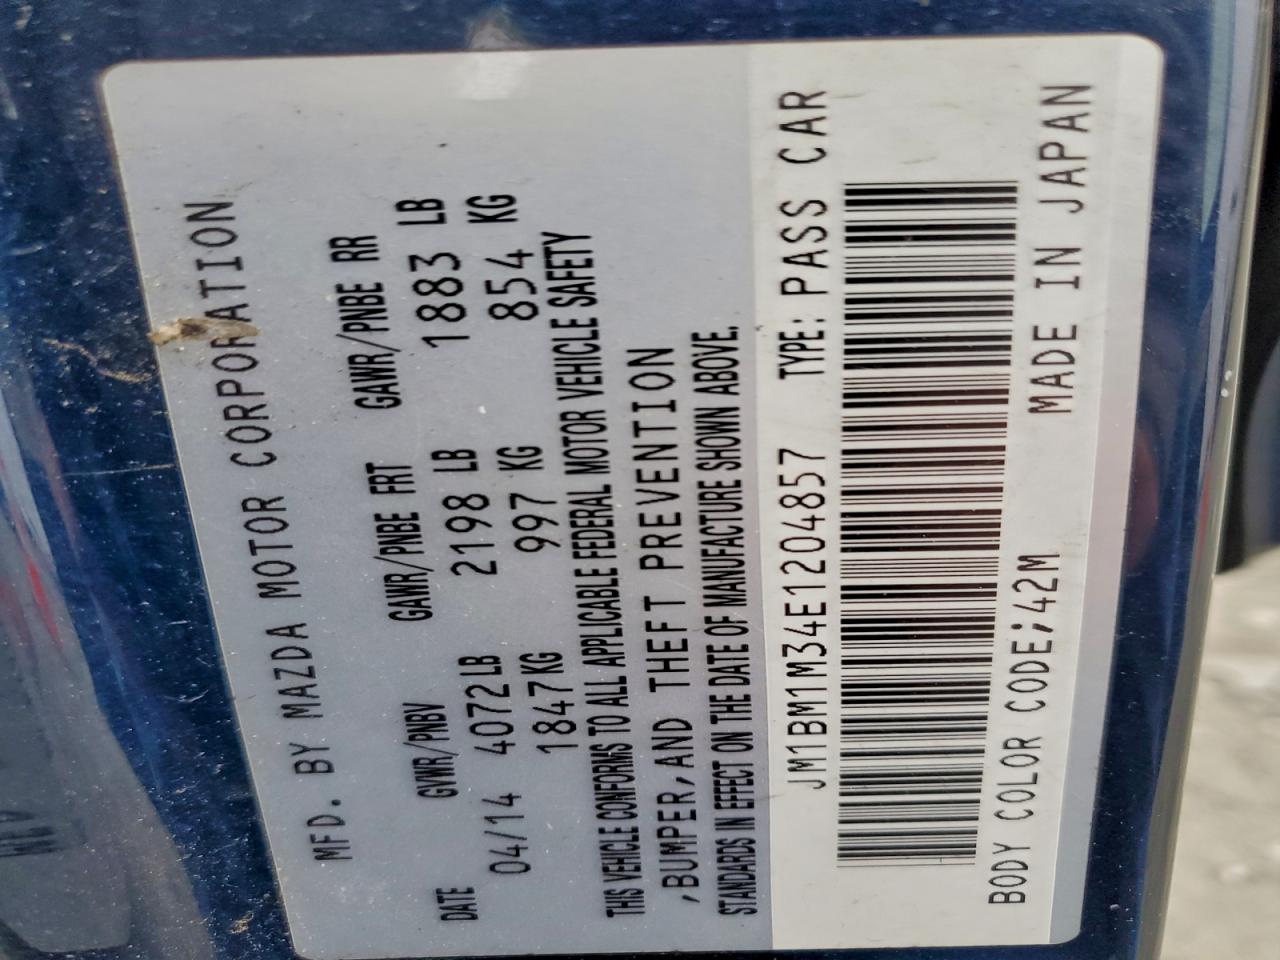 MFD. BY MAZDA MOTOR CORPORATION
DATE GVWR/PNBV GAWR/PNBE FRT GAWR/PNBE RR
04/14 4072LB 2198 LB 1883 LB
1847KG 997 KG 854 KG
THIS VEHICLE CONFORMS TO ALL APPLICABLE FEDERAL MOTOR VEHICLE SAFETY
,BUMPER,AND THEFT PREVENTION
STANDARDS IN EFFECT ON THE DATE OF MANUFACTURE SHOWN ABOVE.
JM1BM1M34E1204857 TYPE: PASS CAR
BODY COLOR CODE;42M MADE IN JAPAN